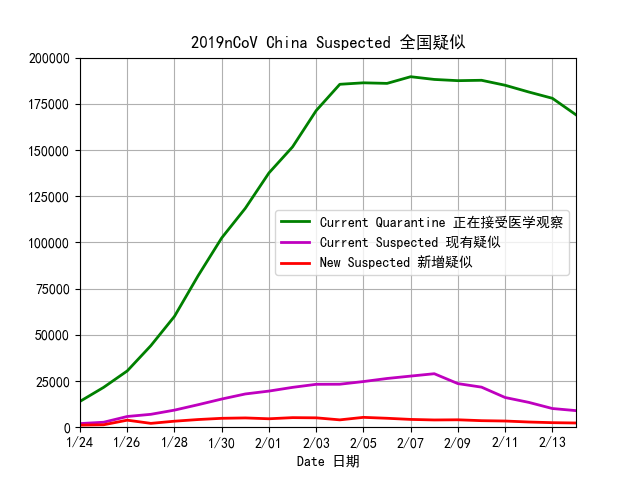 2019nCoV China Suspected 全国疑似
200000
175000
150000
125000
100000
75000
50000
25000
0
Current Quarantine 正在接受医学观察
Current Suspected 现有疑似
New Suspected 新增疑似
1/24 1/26 1/28 1/30 2/01 2/03 2/05 2/07 2/09 2/11 2/13
Date 日期